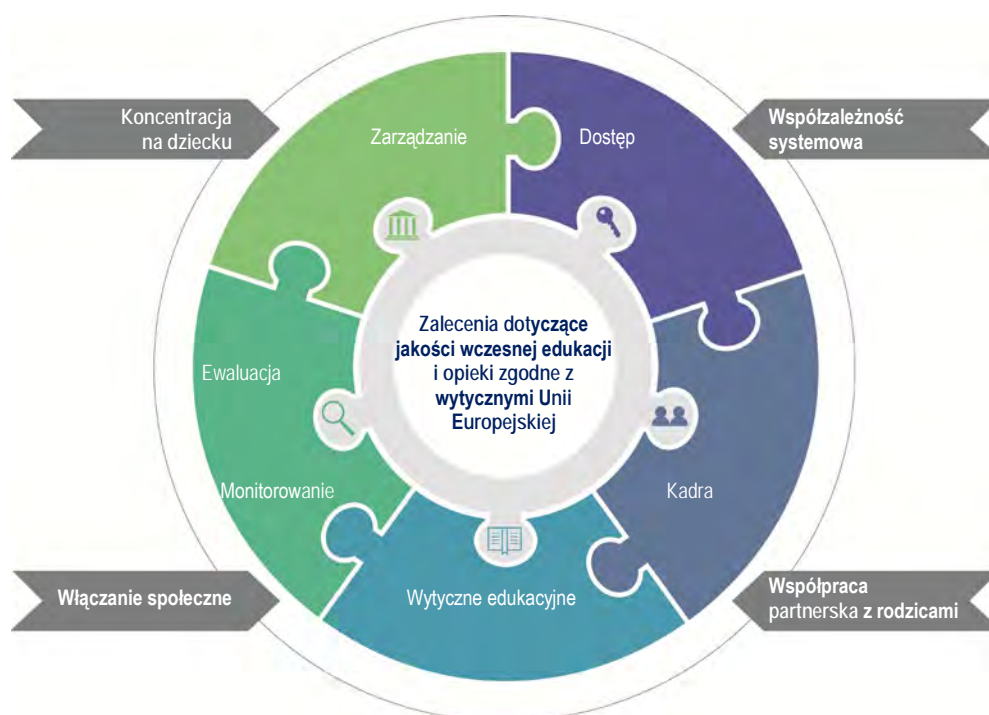 Koncentracja
na dziecku
Zarządzanie
Dostęp
Współzależność
systemowa
Zalecenia dotyczące
jakości wczesnej edukacji
i opieki zgodne z
wytycznymi Unii
Europejskiej
Ewaluacja
Monitorowanie
Kadra
Wytyczne edukacyjne
Włączanie społeczne
Współpraca
partnerska z rodzicami